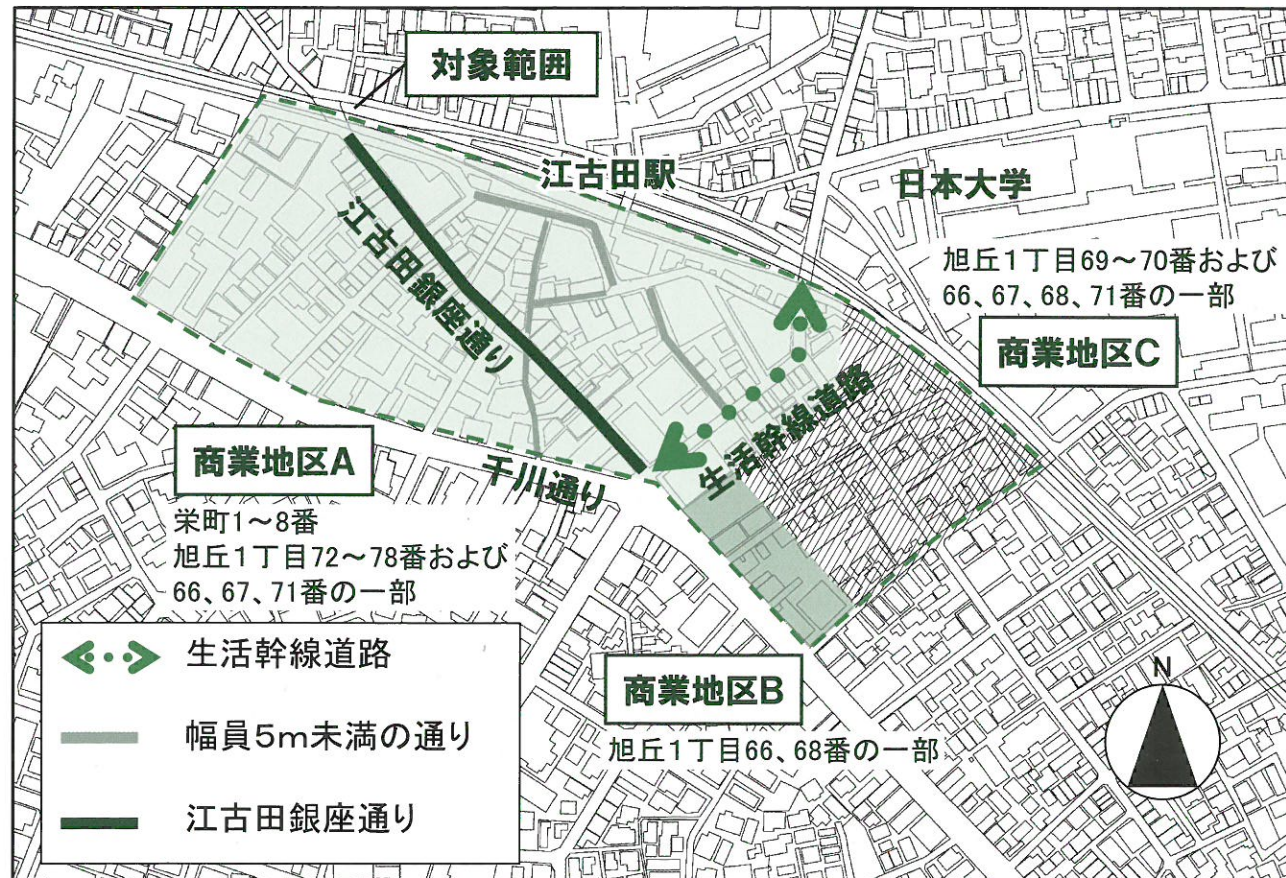 対象範囲
江古田駅
日本大学
江古田銀座通り
旭丘1丁目69~70番および
66、67、68、71番の一部
商業地区C
生活幹線道路
商業地区A
千川通り
栄町1~8番
旭丘1丁目72~78番および
66、67、71番の一部
生活幹線道路
幅員5m未満の通り
江古田銀座通り
商業地区B
旭丘1丁目66、68番の一部
N